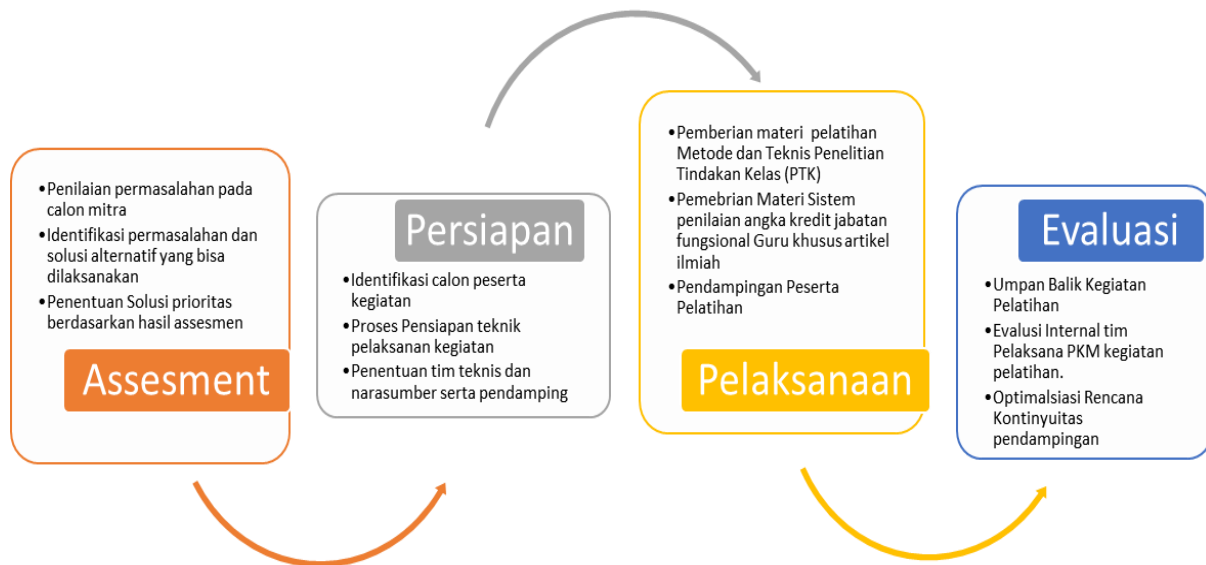 •Penilaian permasalahan pada
calon mitra
•Identifikasi permasalahan dan
solusi alternatif yang bisa
dilaksanakan
•Penentuan Solusi prioritas
berdasarkan hasil assesmen
Assesment
Persiapan
•Identifikasi calon peserta
kegiatan
•Proses Pensiapan teknik
pelaksanan kegiatan
•Penentuan tim teknis dan
narasumber serta pendamping
•Pemberian materi pelatihan
Metode dan Teknis Penelitian
Tindakan Kelas (PTK)
•Pemebrian Materi Sistem
penilaian angka kredit jabatan
fungsional Guru khusus artikel
ilmiah
•Pendampingan Peserta
Pelatihan
Pelaksanaan
Evaluasi
•Umpan Balik Kegiatan
Pelatihan
•Evalusi Internal tim
Pelaksana PKM kegiatan
pelatihan.
•Optimalsiasi Rencana
Kontinyuitas
pendampingan